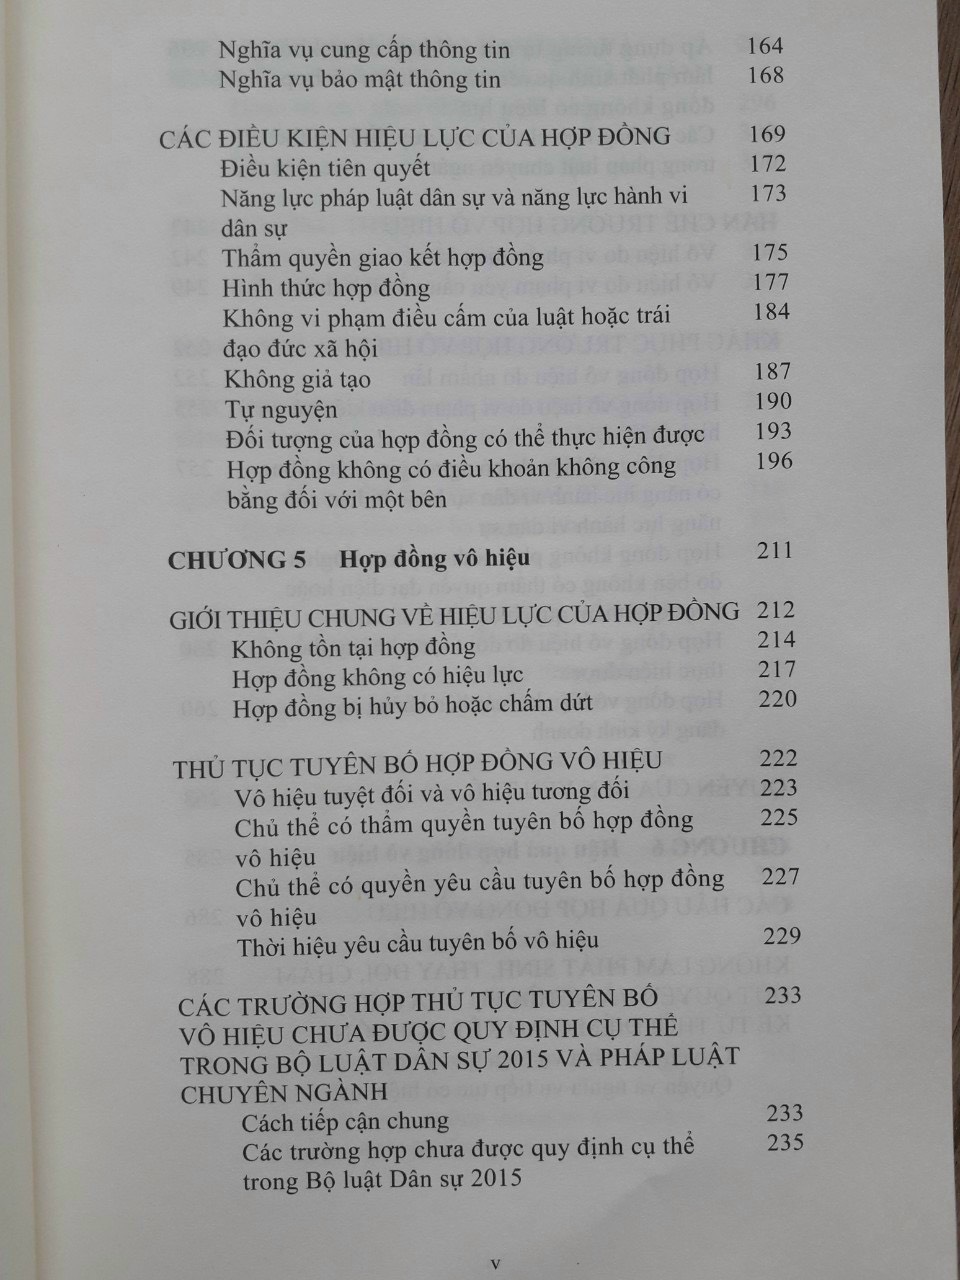 Nghĩa vụ cung cấp thông tin 164
Nghĩa vụ bảo mật thông tin 168
CÁC ĐIỀU KIỆN HIỆU LỰC CỦA HỢP ĐỒNG 169
Điều kiện tiên quyết 172
Năng lực pháp luật dân sự và năng lực hành vi 173
dân sự
Thẩm quyền giao kết hợp đồng 175
Hình thức hợp đồng 177
Không vi phạm điều cấm của luật hoặc trái 184
đạo đức xã hội
Không giả tạo 187
Tự nguyện 190
Đối tượng của hợp đồng có thể thực hiện được 193
Hợp đồng không có điều khoản không công 196
bằng đối với một bên
CHƯƠNG 5 Hợp đồng vô hiệu 211
GIỚI THIỆU CHUNG VỀ HIỆU LỰC CỦA HỢP ĐỒNG 212
Không tồn tại hợp đồng 214
Hợp đồng không có hiệu lực 217
Hợp đồng bị hủy bỏ hoặc chấm dứt 220
THỦ TỤC TUYÊN BỐ HỢP ĐỒNG VÔ HIỆU 222
Vô hiệu tuyệt đối và vô hiệu tương đối 223
Chủ thể có thẩm quyền tuyên bố hợp đồng 225
vô hiệu
Chủ thể có quyền yêu cầu tuyên bố hợp đồng 227
vô hiệu
Thời hiệu yêu cầu tuyên bố vô hiệu 229
CÁC TRƯỜNG HỢP THỦ TỤC TUYÊN BỐ 233
VÔ HIỆU CHƯA ĐƯỢC QUY ĐỊNH CỤ THỂ
TRONG BỘ LUẬT DÂN SỰ 2015 VÀ PHÁP LUẬT
CHUYÊN NGÀNH
Cách tiếp cận chung 233
Các trường hợp chưa được quy định cụ thể 235
trong Bộ luật Dân sự 2015
v